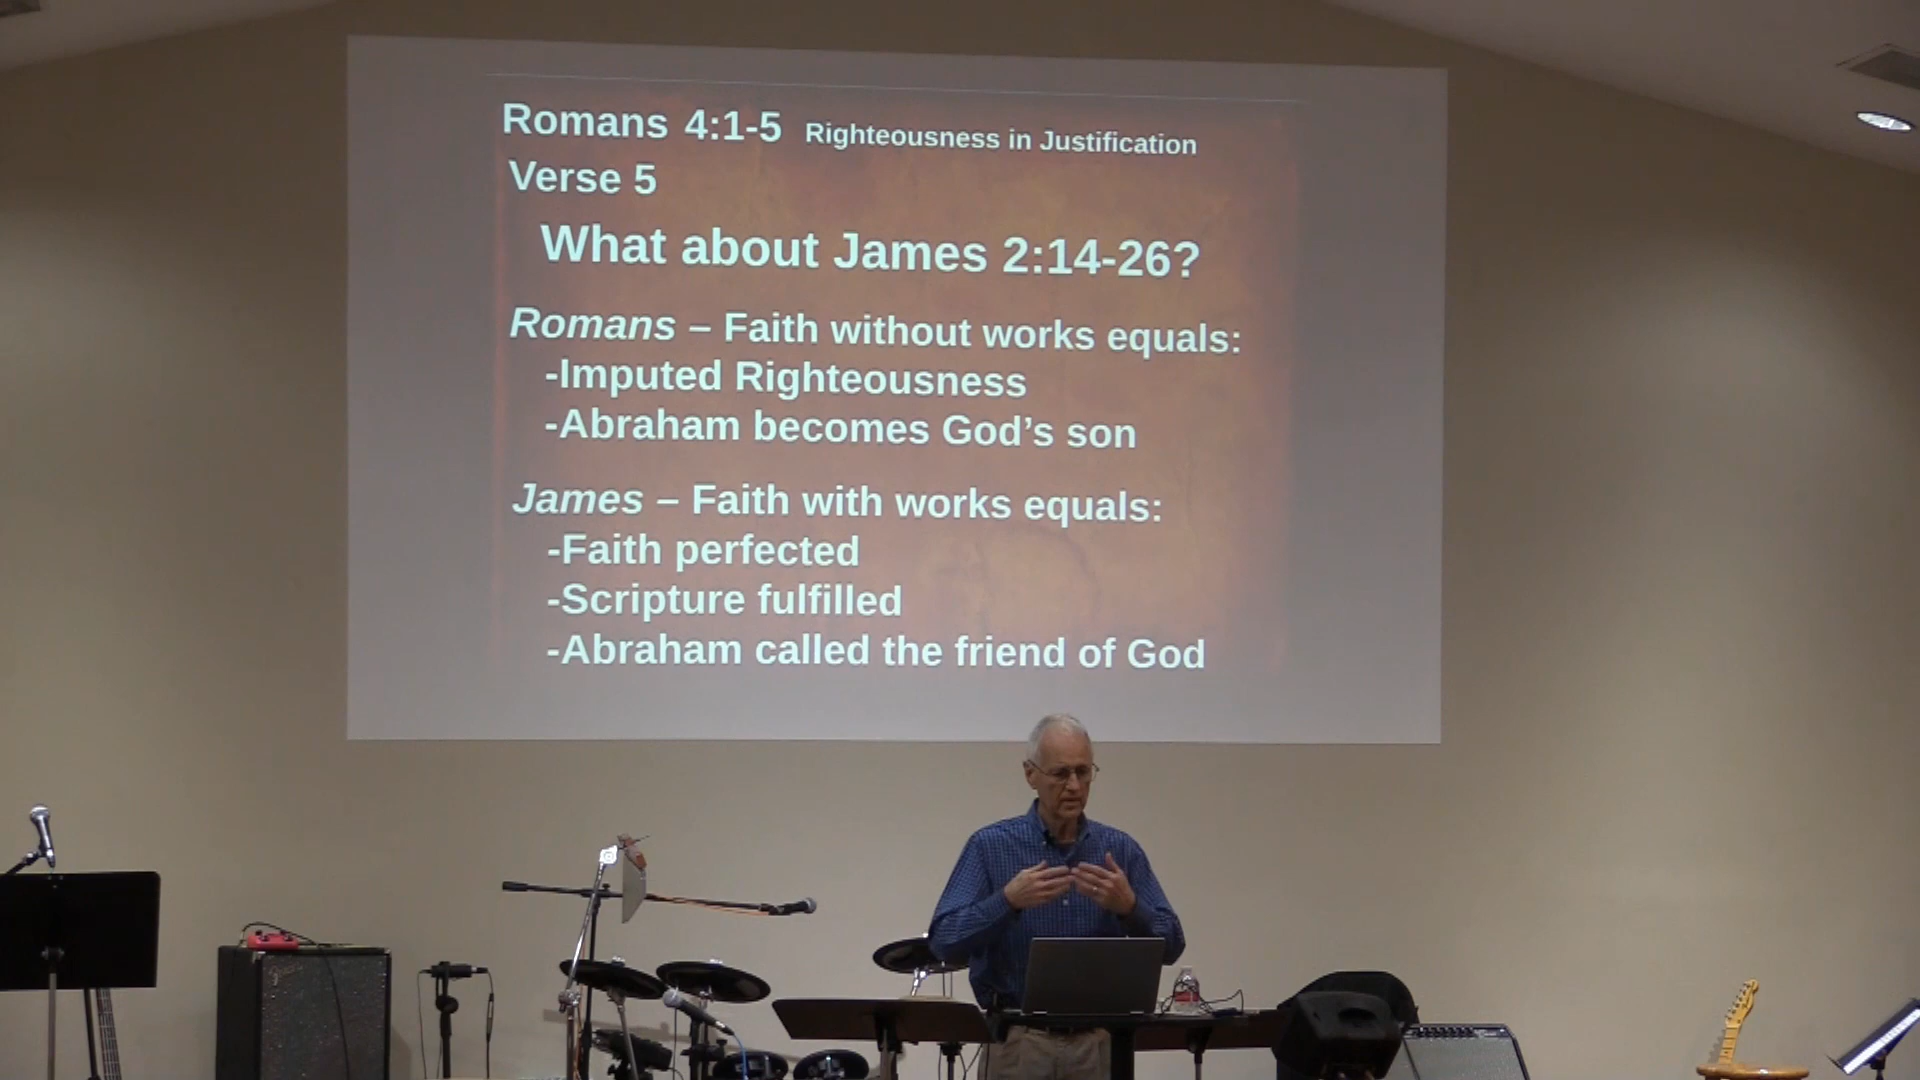 Romans 4:1-5 Righteousness in Justification
Verse 5
What about James 2:14-26?
Romans – Faith without works equals:
-Imputed Righteousness
-Abraham becomes God’s son
James – Faith with works equals:
-Faith perfected
-Scripture fulfilled
-Abraham called the friend of God